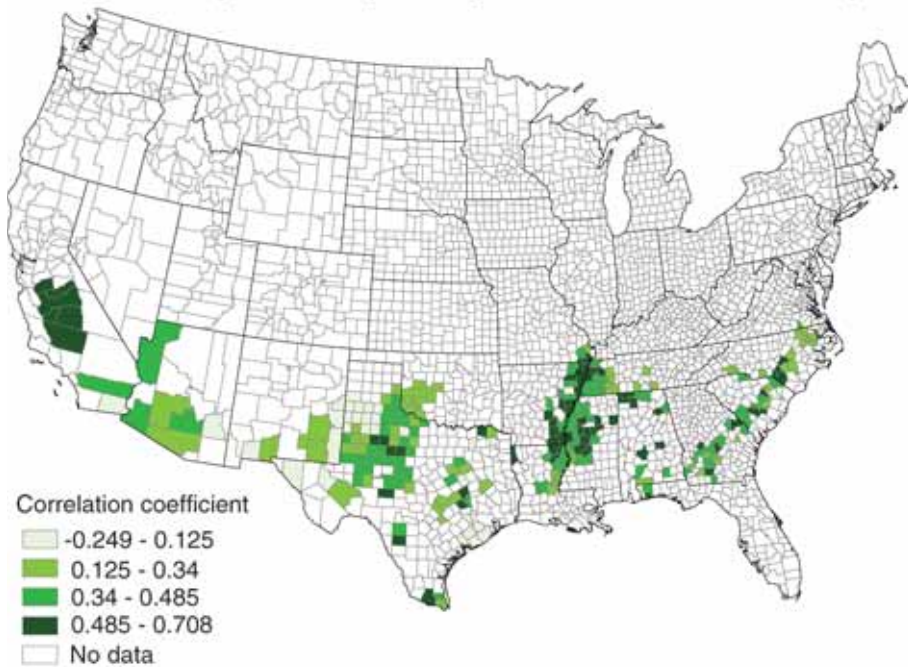 Correlation coefficient
-0.249 - 0.125
0.125 - 0.34
0.34 - 0.485
0.485 - 0.708
No data